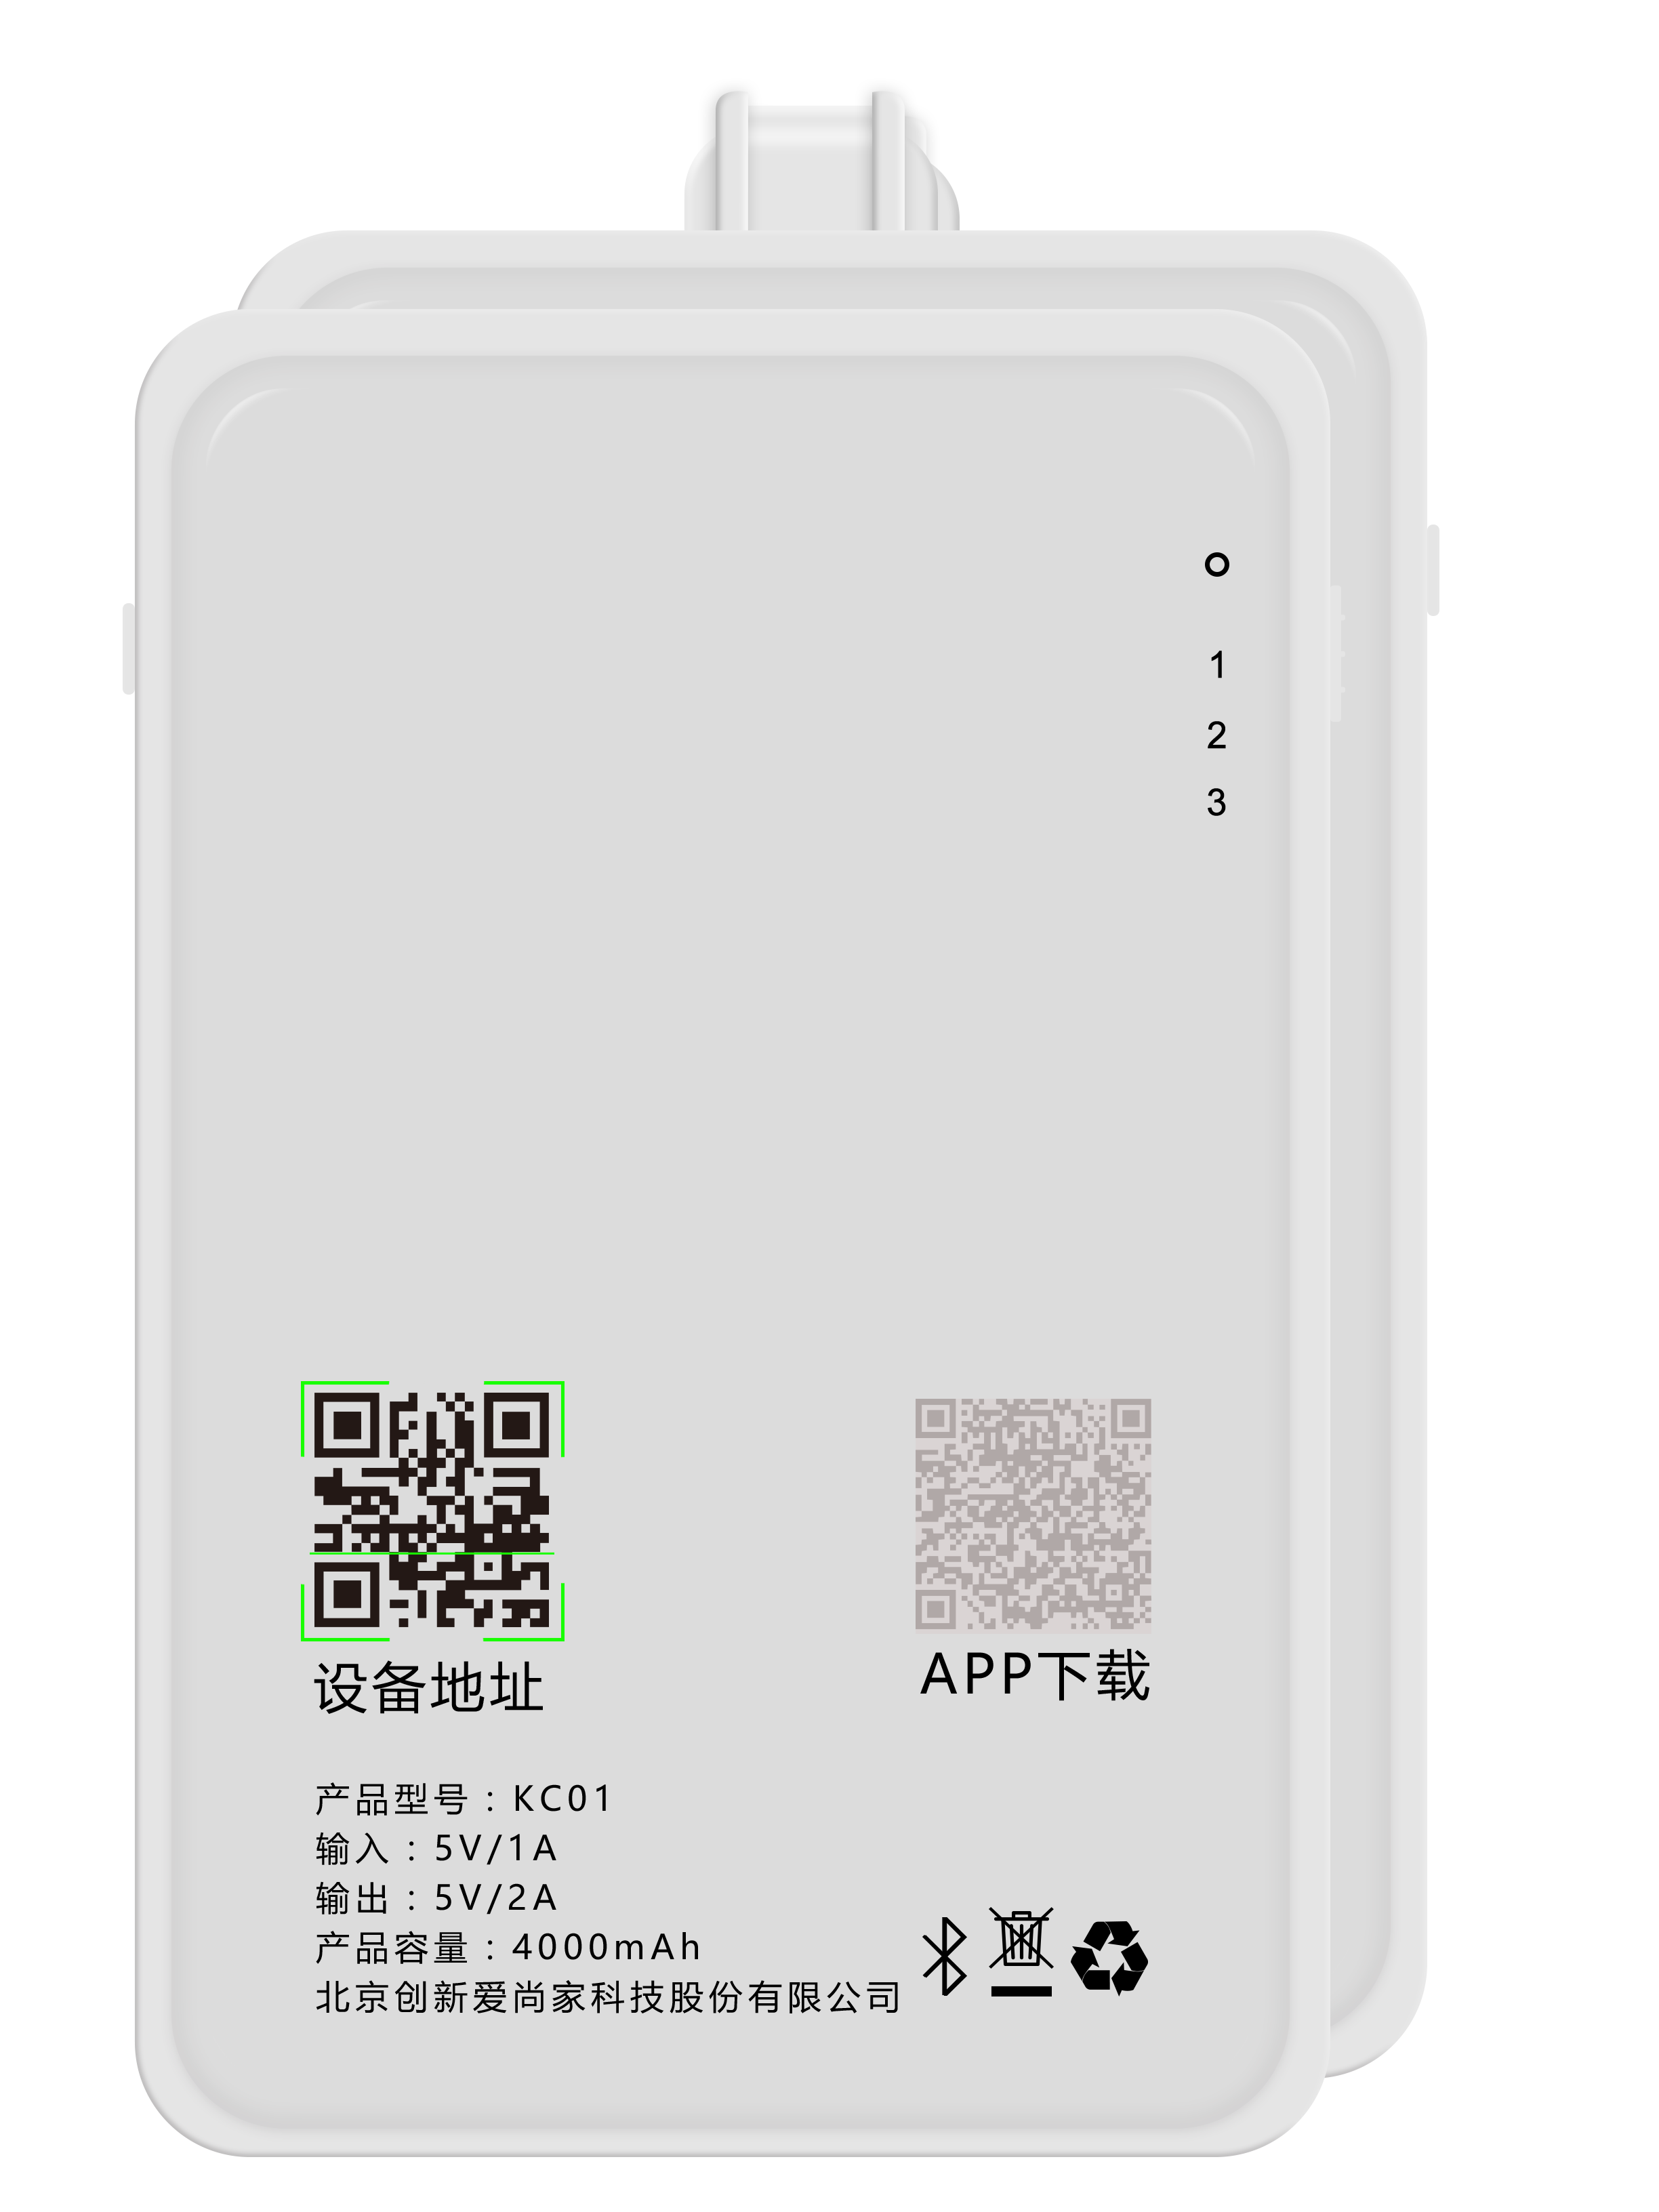 1
2
3
设备地址
APP下载
产品型号：KC01
输入：5V/1A
输出：5V/2A
产品容量：4000mAh
北京创新爱尚家科技股份有限公司